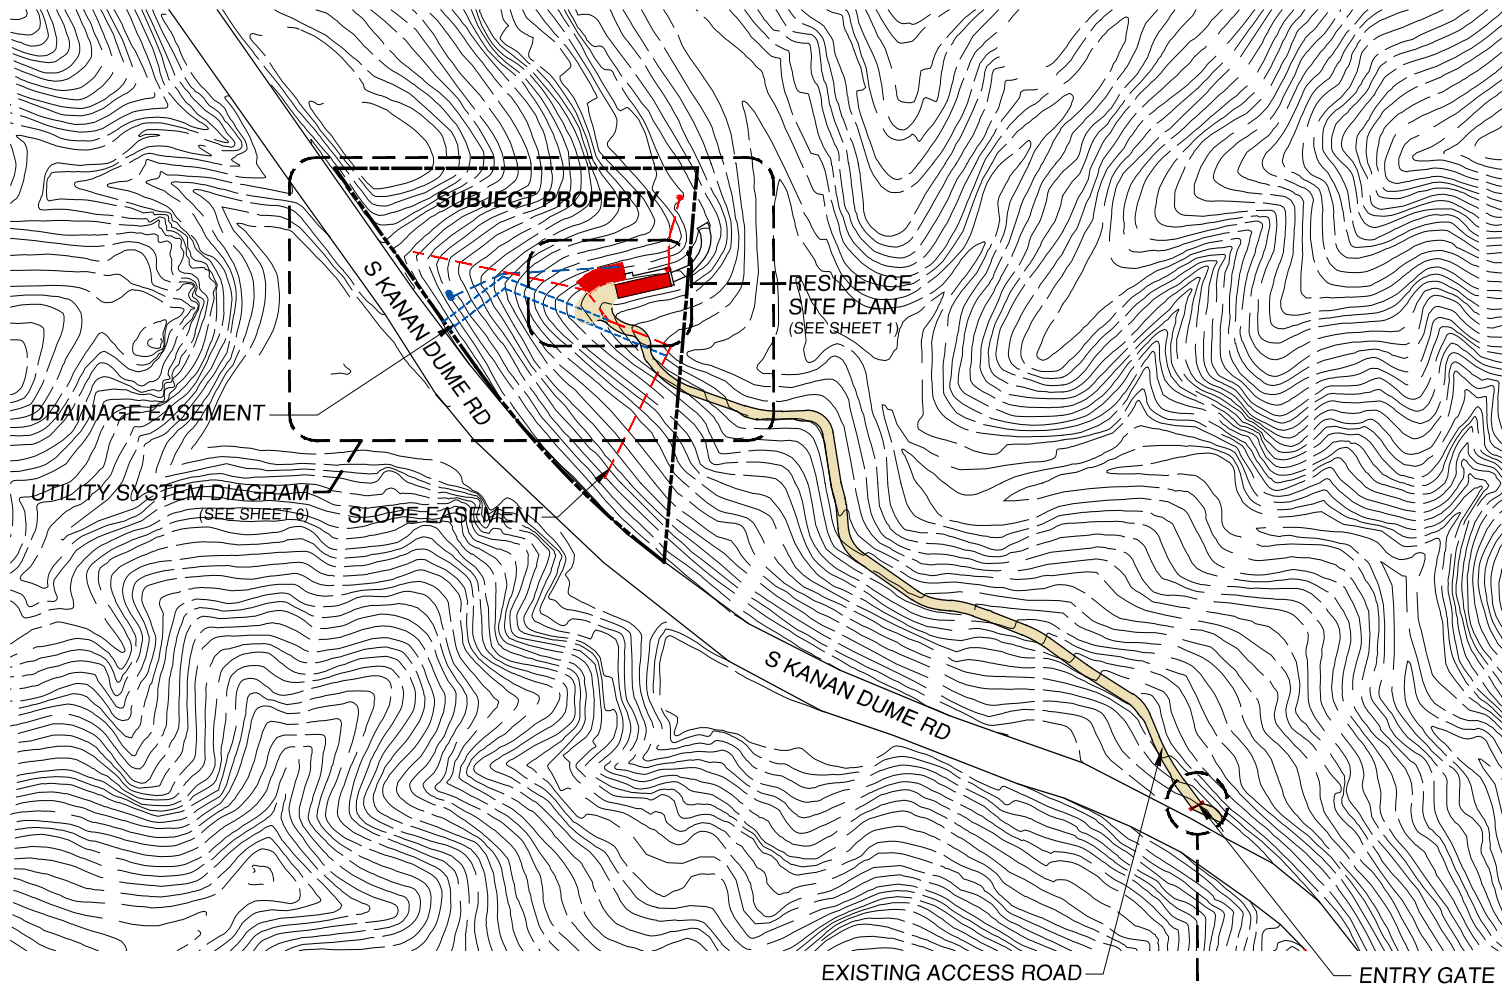 SUBJECT PROPERTY
S KANAN DUME RD
RESIDENCE
SITE PLAN
(SEE SHEET 1)
DRAINAGE EASEMENT
UTILITY SYSTEM DIAGRAM
(SEE SHEET 6)
SLOPE EASEMENT
S KANAN DUME RD
EXISTING ACCESS ROAD
ENTRY GATE